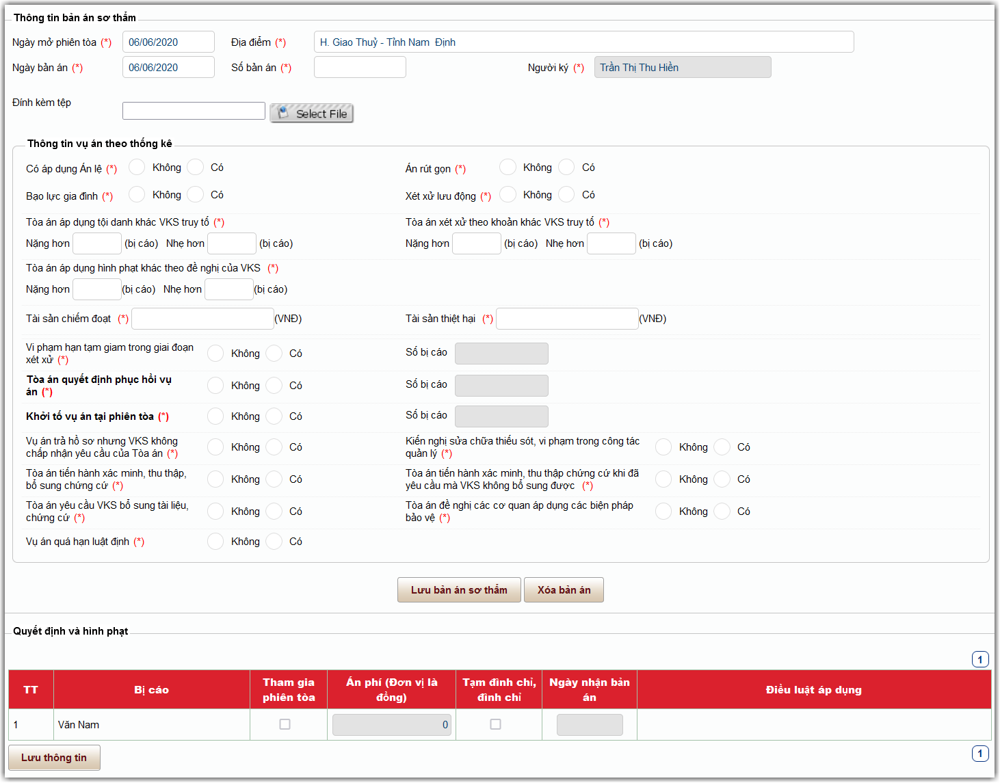 Thông tin bản án sơ thẩm
Ngày mở phiên tòa (*) 06/06/2020 Địa điểm (*) H. Giao Thuỷ - Tỉnh Nam Định
Ngày bản án (*) 06/06/2020 Số bản án (*) Người ký (*) Trần Thị Thu Hiền
Đính kèm tệp Select File
Thông tin vụ án theo thống kê
Có áp dụng Án lệ (*) Không Có Án rút gọn (*) Không Có
Bạo lực gia đình (*) Không Có Xét xử lưu động (*) Không Có
Tòa án áp dụng tội danh khác VKS truy tố (*) Tòa án xét xử theo khoản khác VKS truy tố (*)
Nặng hơn (bị cáo) Nhẹ hơn (bị cáo) Nặng hơn (bị cáo) Nhẹ hơn (bị cáo)
Tòa án áp dụng hình phạt khác theo đề nghị của VKS (*)
Nặng hơn (bị cáo) Nhẹ hơn (bị cáo)
Tài sản chiếm đoạt (*) (VNĐ) Tài sản thiệt hại (*) (VNĐ)
Vi phạm hạn tạm giam trong giai đoạn
xét xử (*) Không Có Số bị cáo
Tòa án quyết định phục hồi vụ
án (*) Không Có Số bị cáo
Khởi tố vụ án tại phiên tòa (*) Không Có Số bị cáo
Vụ án trả hồ sơ nhưng VKS không
chấp nhận yêu cầu của Tòa án (*) Không Có
Kiến nghị sửa chữa thiếu sót, vi phạm trong công tác
quản lý (*) Không Có
Tòa án tiến hành xác minh, thu thập,
bổ sung chứng cứ (*) Không Có
Tòa án tiến hành xác minh, thu thập chứng cứ khi đã
yêu cầu mà VKS không bổ sung được (*) Không Có
Tòa án yêu cầu VKS bổ sung tài liệu,
chứng cứ (*) Không Có
Tòa án đề nghị các cơ quan áp dụng các biện pháp
bảo vệ (*) Không Có
Vụ án quá hạn luật định (*) Không Có
Lưu bản án sơ thẩm Xóa bản án
Quyết định và hình phạt
1
TT Bị cáo Tham gia phiên tòa Án phí (Đơn vị là đồng) Tạm đình chỉ, đình chỉ Ngày nhận bản án Điều luật áp dụng
1 Văn Nam 0
Lưu thông tin 1